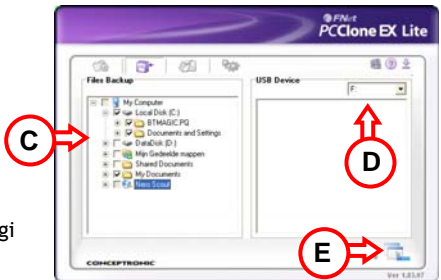 FNet
PCClone EX Lite
Files Backup
USB Device
F:
My Computer
Local Disk (C:)
BTMAGIC.PQ
Documents and Settings
DataDisk (D:)
Mijn Gedeelde mappen
Shared Documents
My Documents
Nero Scout
C
D
E
gi
CONCEPTRONIC
Ver 1.03.07